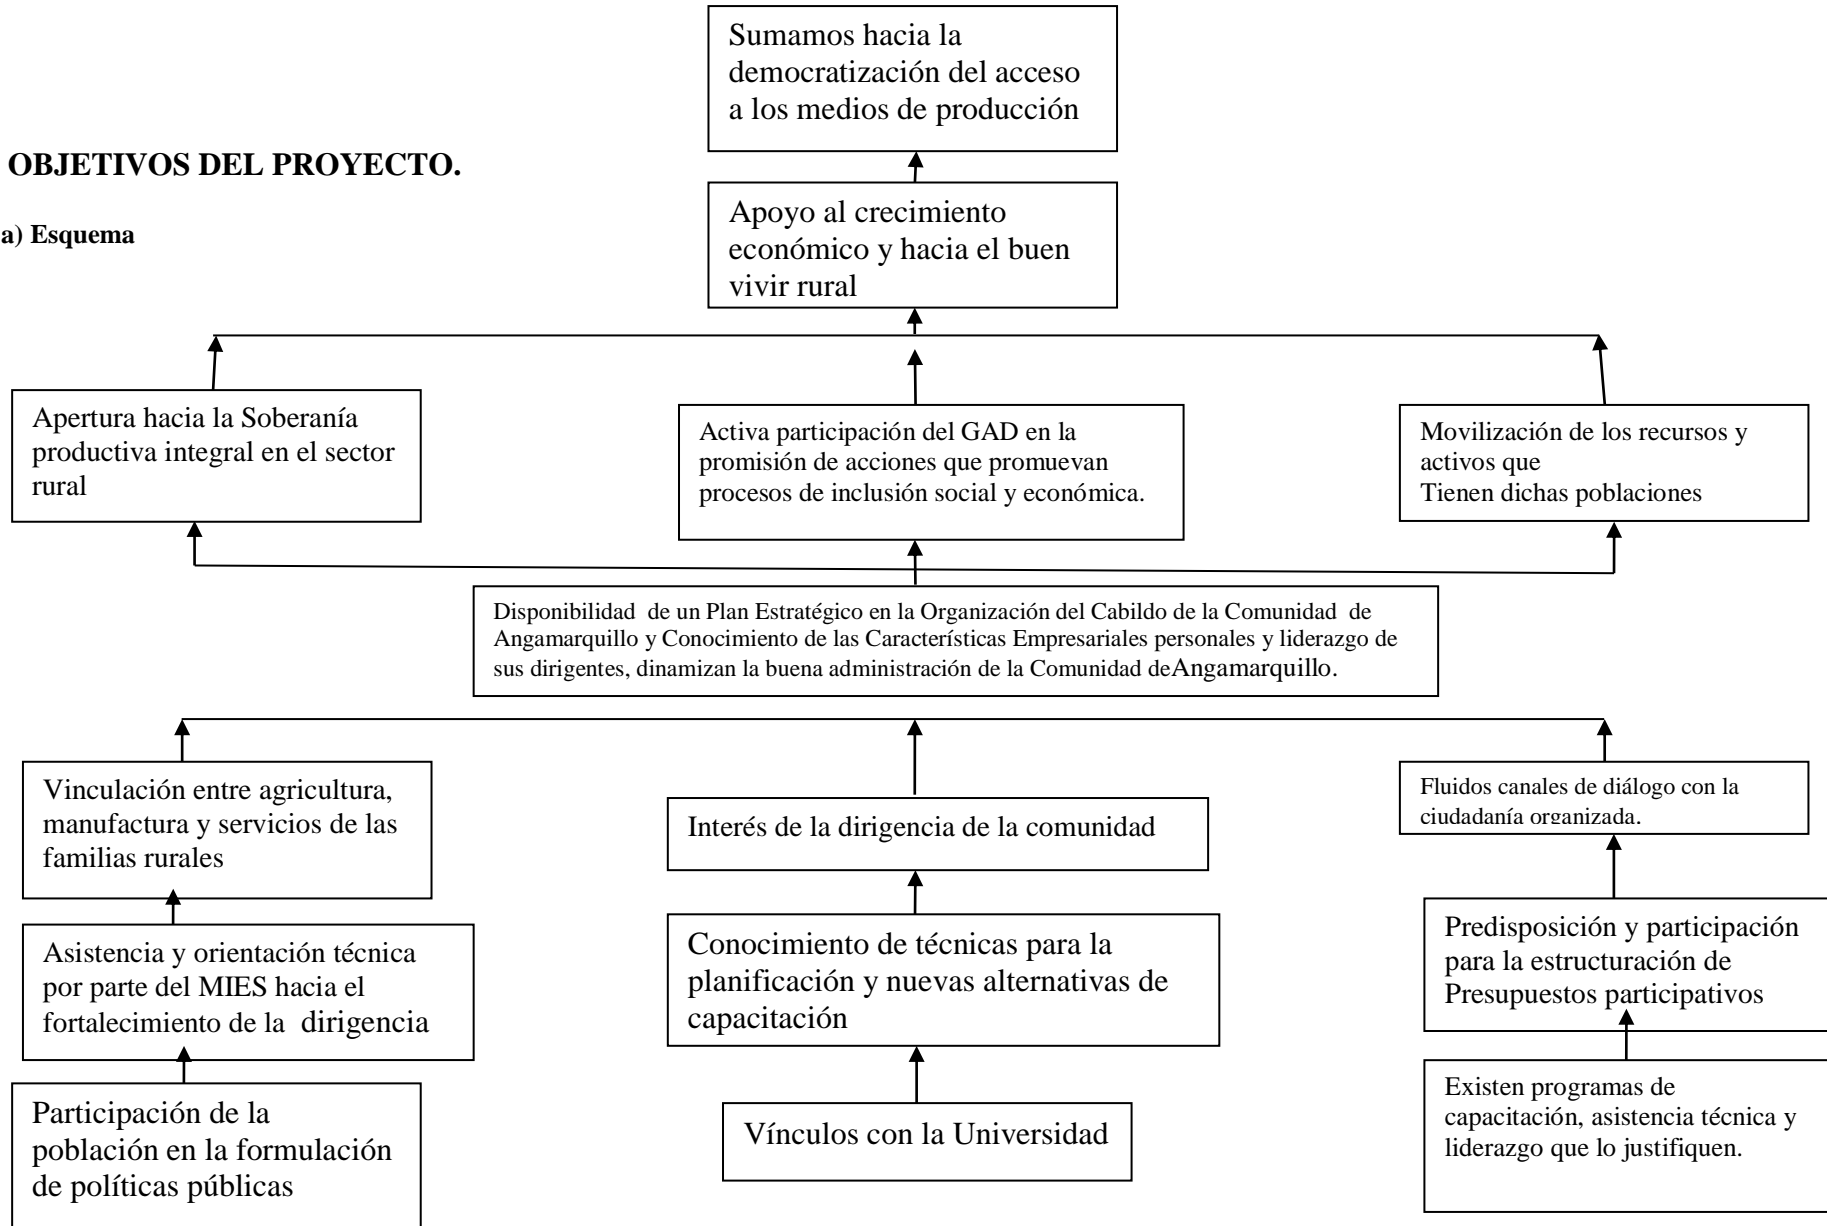 Sumamos hacia la
democratización del acceso
a los medios de producción
OBJETIVOS DEL PROYECTO.
a) Esquema
Apoyo al crecimiento
económico y hacia el buen
vivir rural
Apertura hacia la Soberanía
productiva integral en el sector
rural
Activa participación del GAD en la
promisión de acciones que promuevan
procesos de inclusión social y económica.
Movilización de los recursos y
activos que
Tienen dichas poblaciones
Disponibilidad  de un Plan Estratégico en la Organización del Cabildo de la Comunidad  de
Angamarquillo y Conocimiento de las Características Empresariales personales y liderazgo de
sus dirigentes, dinamizan la buena administración de la Comunidad deAngamarquillo.
Vinculación entre agricultura,
manufactura y servicios de las
familias rurales
Interés de la dirigencia de la comunidad
Fluidos canales de diálogo con la
ciudadanía organizada.
Asistencia y orientación técnica
por parte del MIES hacia el
fortalecimiento de la  dirigencia
Conocimiento de técnicas para la
planificación y nuevas alternativas de
capacitación
Predisposición y participación
para la estructuración de
Presupuestos participativos
Participación de la
población en la formulación
de políticas públicas
Vínculos con la Universidad
Existen programas de
capacitación, asistencia técnica y
liderazgo que lo justifiquen.